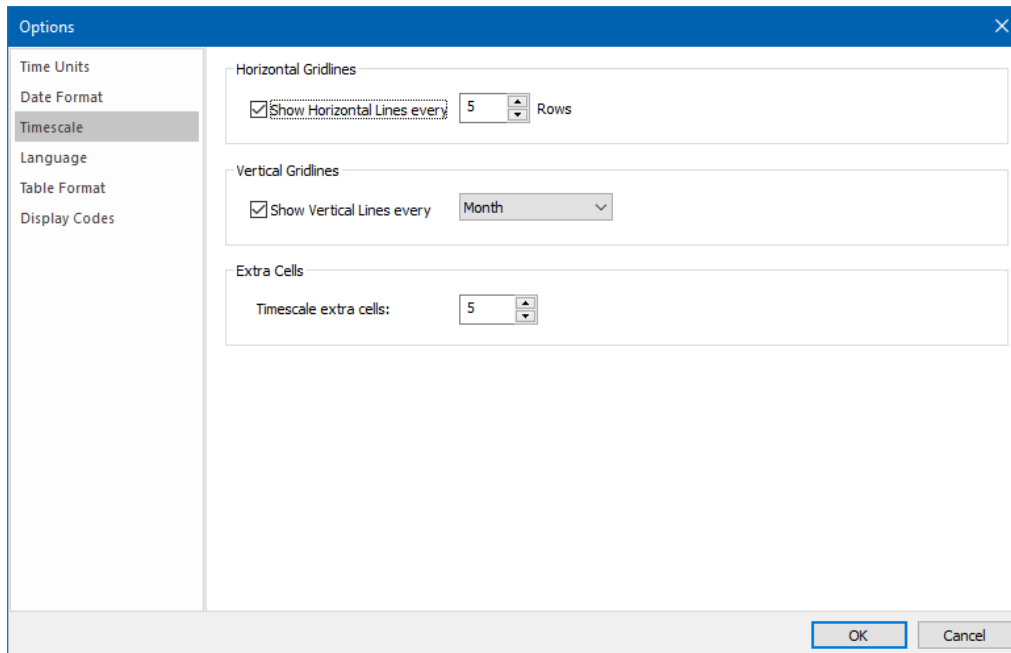 Options
Time Units
Date Format
Timescale
Language
Table Format
Display Codes
Horizontal Gridlines
Show Horizontal Lines every 5 Rows
Vertical Gridlines
Show Vertical Lines every Month
Extra Cells
Timescale extra cells: 5
OK Cancel